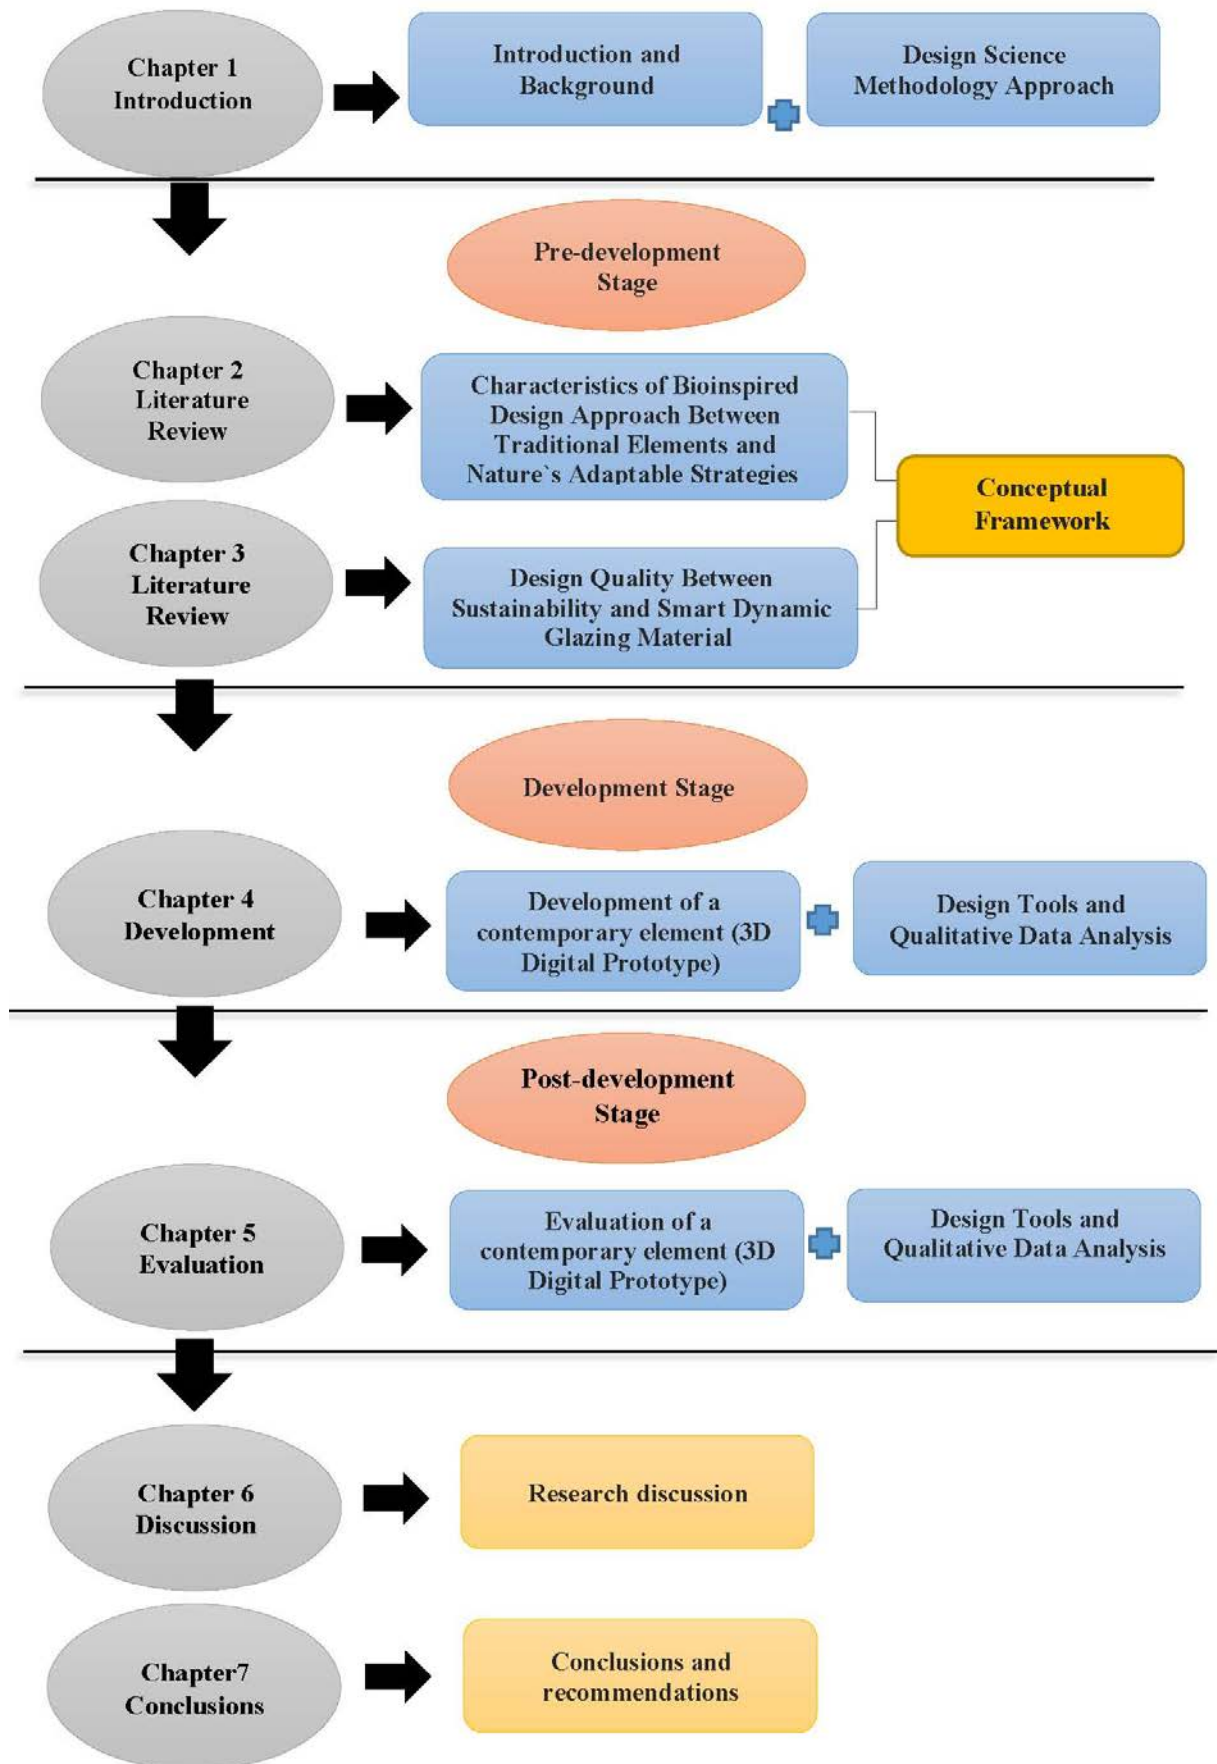 Chapter 1
Introduction
Introduction and
Background
Design Science
Methodology Approach
Pre-development
Stage
Chapter 2
Literature
Review
Characteristics of Bioinspired
Design Approach Between
Traditional Elements and
Nature`s Adaptable Strategies
Conceptual
Framework
Chapter 3
Literature
Review
Design Quality Between
Sustainability and Smart Dynamic
Glazing Material
Development Stage
Chapter 4
Development
Development of a
contemporary element (3D
Digital Prototype)
Design Tools and
Qualitative Data Analysis
Post-development
Stage
Chapter 5
Evaluation
Evaluation of a
contemporary element (3D
Digital Prototype)
Design Tools and
Qualitative Data Analysis
Chapter 6
Discussion
Research discussion
Chapter7
Conclusions
Conclusions and
recommendations